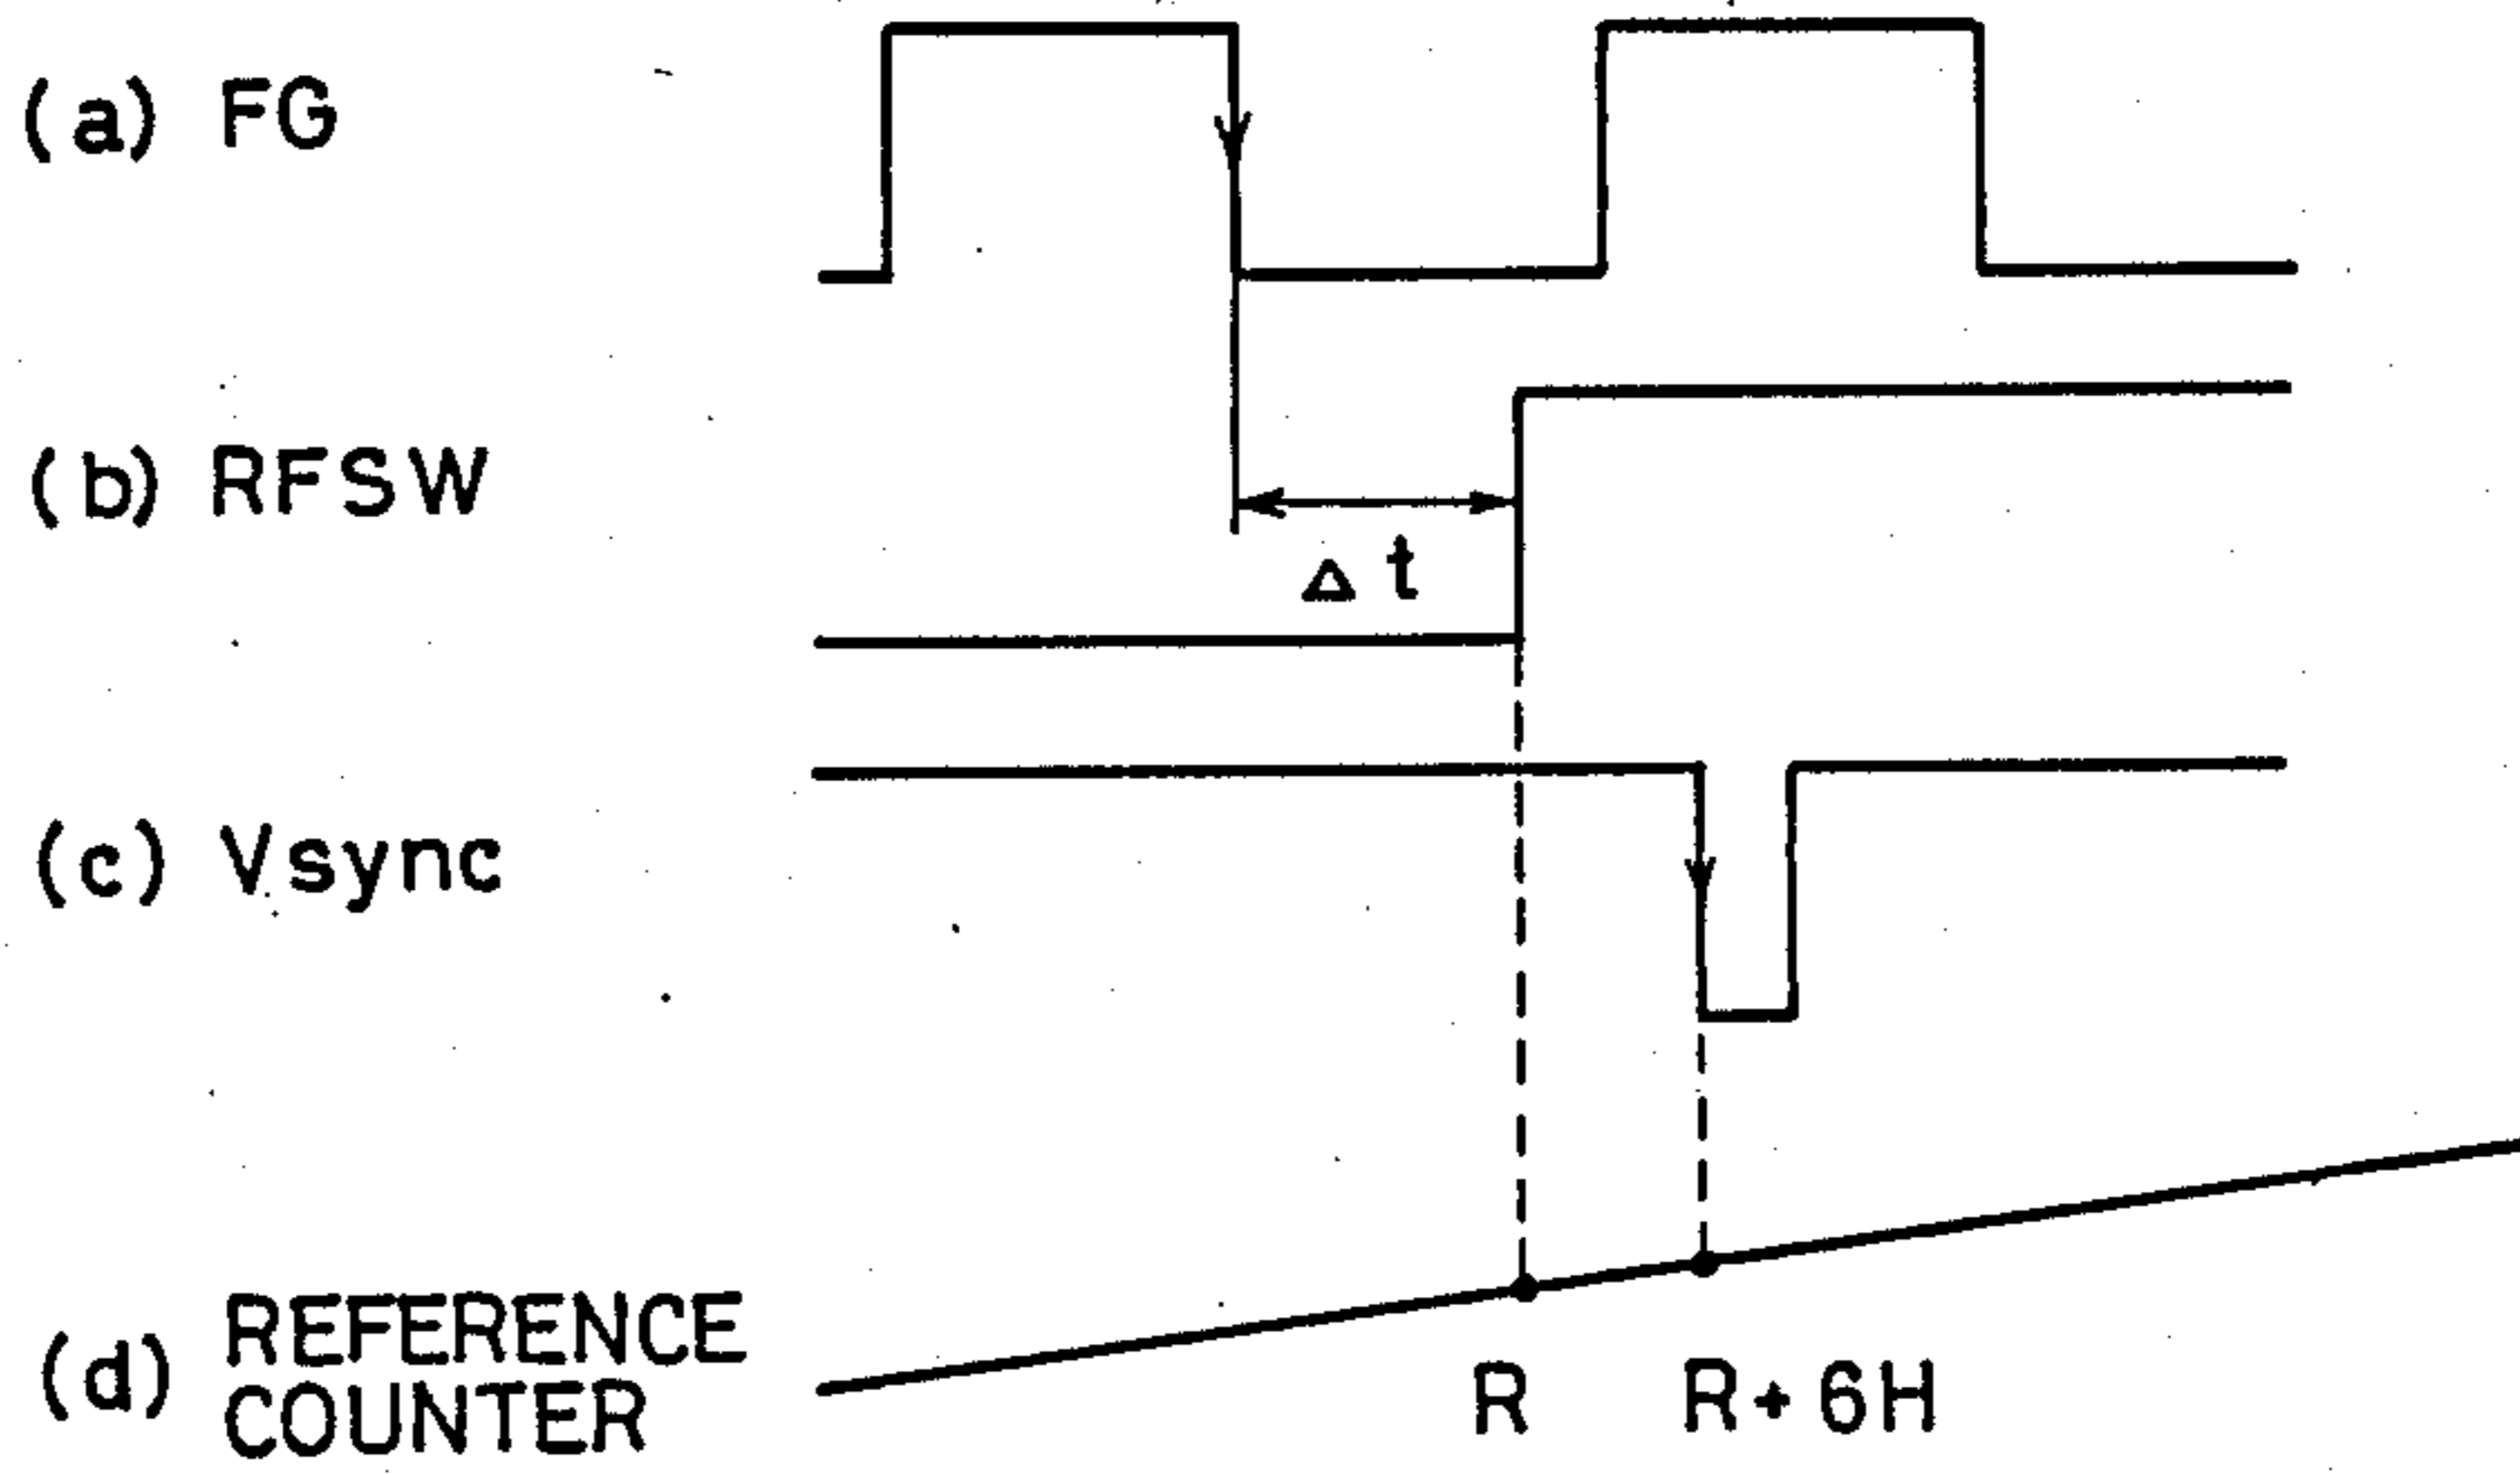 (a) FG
(b) RFSW
Δt
(c) Vsync
(d) REFERENCE
COUNTER
R
R+6H